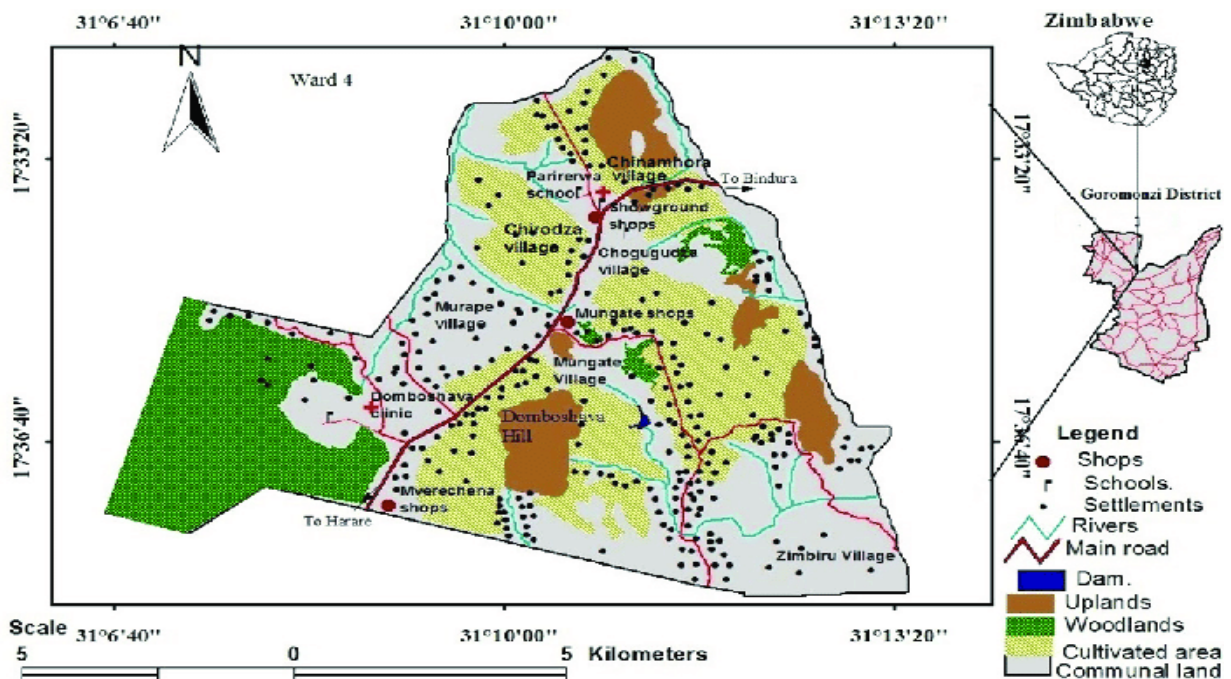 31°6'40"
31°10'00"
31°13'20"
Zimbabwe
N
Ward 4
17°33'20"
17°33'20"
Chinamhora
village
To Bindura
Parirerwa
school
Goromonzi District
Showground
shops
Chirodza
village
Chogugudza
village
Murape
village
Mungate shops
Mungate
Village
Domboshava
clinic
Domboshava
Hill
17°36'40"
17°36'40"
Mverechena
shops
To Harare
Zimbiru Village
Legend
Shops
Schools.
Settlements
Rivers
Main road
Dam.
Uplands
Woodlands
Cultivated area
Communal land
31°6'40"
31°10'00"
31°13'20"
Scale
5
0
5
Kilometers